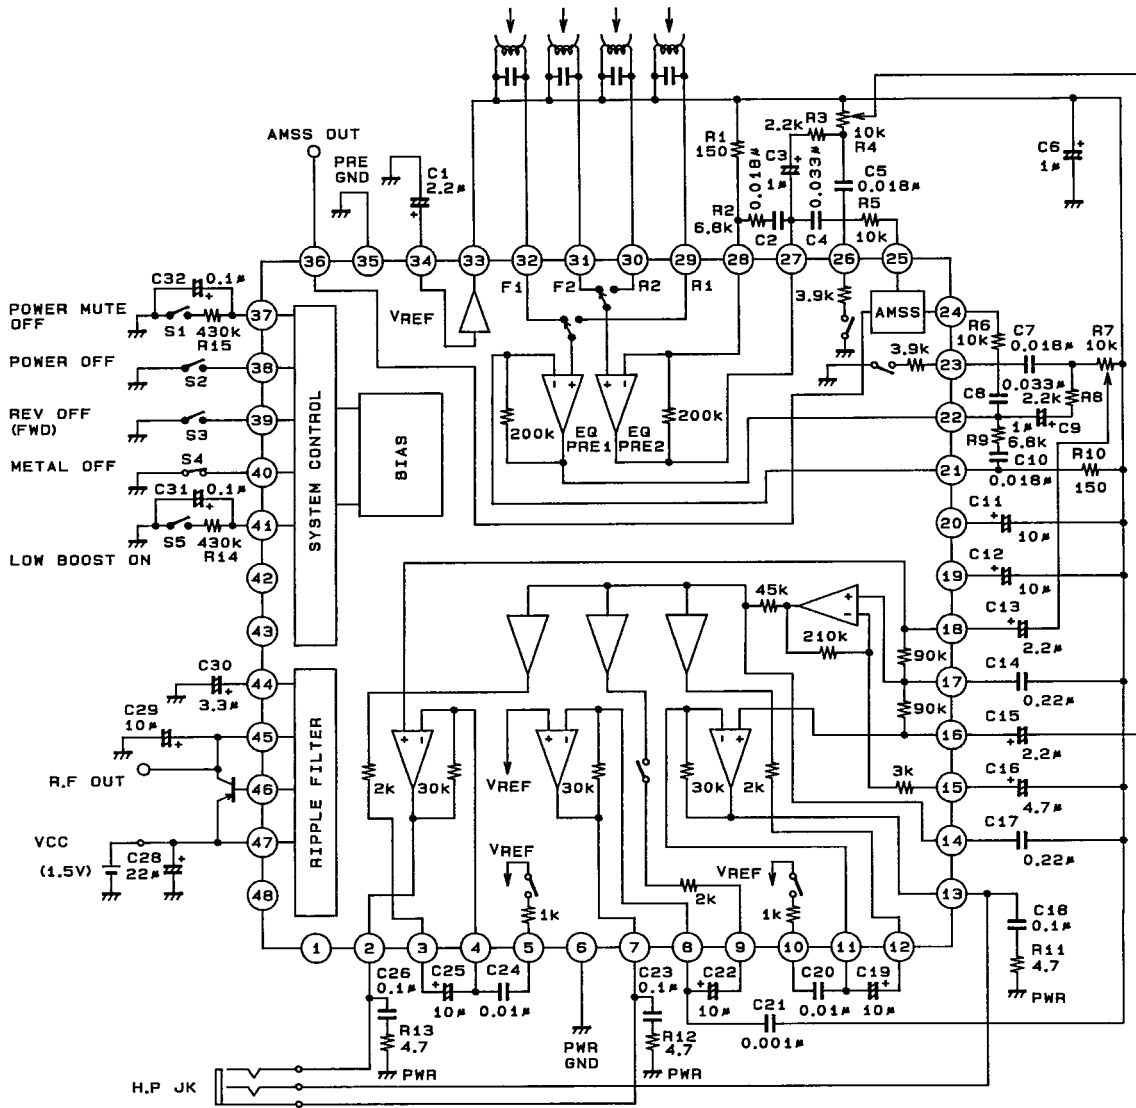 AMSS OUT
PRE
GND
C1
2.2μ
R1
150
0.018μ
C3
1μ
2.2k
R3
0.033μ
10k
R4
C5
0.018μ
R5
10k
R2
6.8k
C2
C4
C6
1μ
36
35
34
33
32
31
30
29
28
27
26
25
C32
0.1μ
POWER MUTE
OFF
S1
430k
R15
37
VREF
F1
F2
R2
R1
3.9k
AMSS
24
POWER OFF
S2
38
R6
10k
C7
0.018μ
R7
10k
3.9k
23
REV OFF
(FWD)
S3
39
C8
0.033μ
2.2k
R8
22
1μ
C9
200k
EQ
PRE1
EQ
PRE2
200k
R9
6.8k
METAL OFF
S4
40
SYSTEM CONTROL
BIAS
21
C10
0.018μ
R10
150
C31
0.1μ
S5
430k
R14
41
LOW BOOST ON
20
C11
10μ
42
19
C12
10μ
43
45k
18
C13
2.2μ
210k
90k
17
C14
0.22μ
44
C30
3.3μ
90k
C29
10μ
45
16
C15
2.2μ
R.F OUT
46
RIPPLE FILTER
2k
30k
VREF
30k
30k
2k
3k
15
C16
4.7μ
VCC
(1.5V)
C28
22μ
47
14
C17
0.22μ
48
VREF
1k
2k
VREF
1k
13
C18
0.1μ
R11
4.7
PWR
1
2
3
4
5
6
7
8
9
10
11
12
C26
0.1μ
C25
10μ
C24
0.01μ
C23
0.1μ
C22
10μ
C20
0.01μ
C19
10μ
R13
4.7
PWR
PWR
GND
R12
4.7
PWR
C21
0.001μ
H.P JK